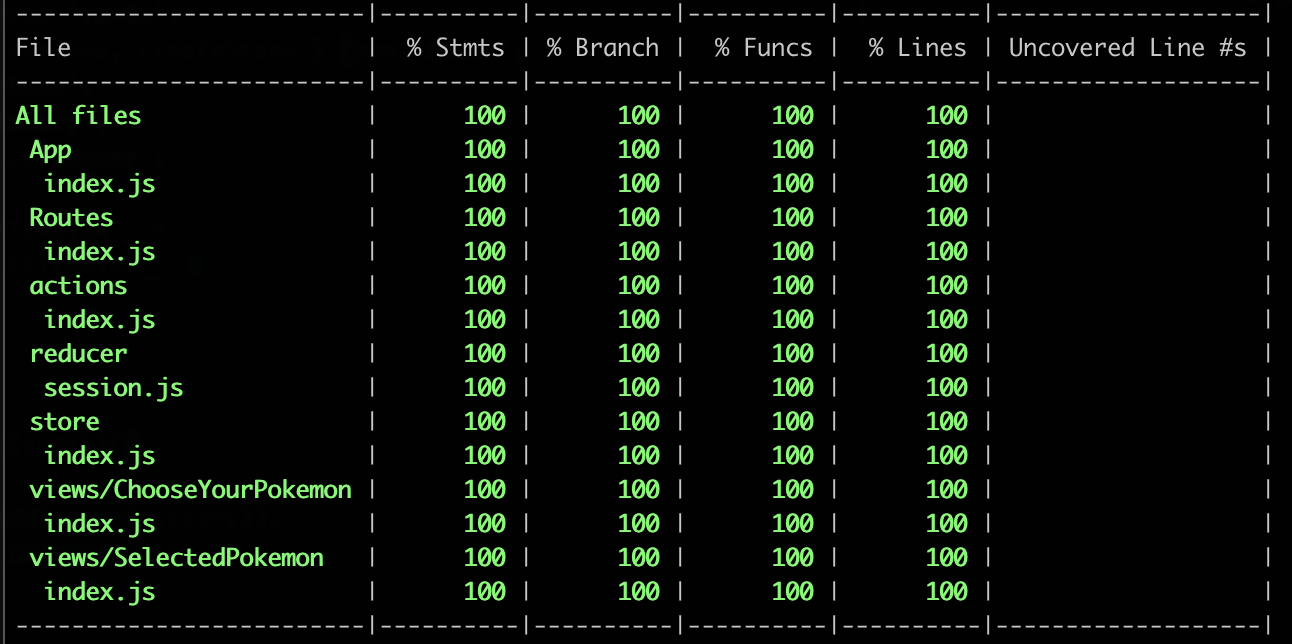 --------------------------|----------|----------|----------|----------|-------------------|
File                      |  % Stmts | % Branch |  % Funcs |  % Lines | Uncovered Line #s |
--------------------------|----------|----------|----------|----------|-------------------|
All files                 |      100 |      100 |      100 |      100 |                   |
 App                      |      100 |      100 |      100 |      100 |                   |
  index.js                |      100 |      100 |      100 |      100 |                   |
 Routes                   |      100 |      100 |      100 |      100 |                   |
  index.js                |      100 |      100 |      100 |      100 |                   |
 actions                  |      100 |      100 |      100 |      100 |                   |
  index.js                |      100 |      100 |      100 |      100 |                   |
 reducer                  |      100 |      100 |      100 |      100 |                   |
  session.js              |      100 |      100 |      100 |      100 |                   |
 store                    |      100 |      100 |      100 |      100 |                   |
  index.js                |      100 |      100 |      100 |      100 |                   |
 views/ChooseYourPokemon  |      100 |      100 |      100 |      100 |                   |
  index.js                |      100 |      100 |      100 |      100 |                   |
 views/SelectedPokemon    |      100 |      100 |      100 |      100 |                   |
  index.js                |      100 |      100 |      100 |      100 |                   |
--------------------------|----------|----------|----------|----------|-------------------|